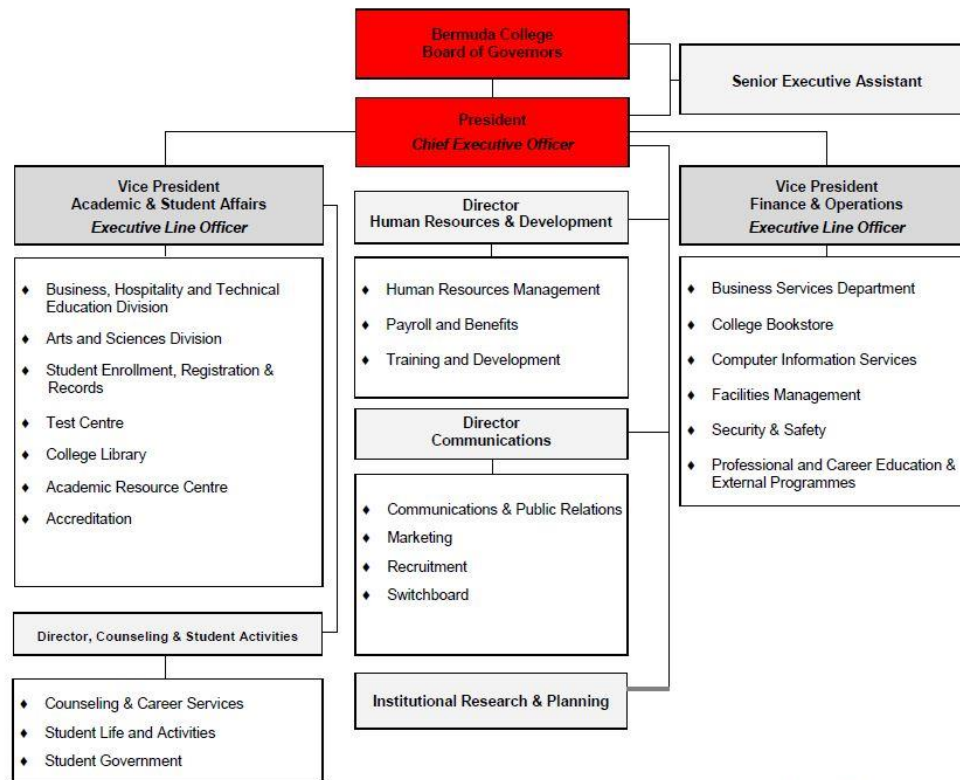 Bermuda College
Board of Governors
Senior Executive Assistant
President
Chief Executive Officer
Vice President
Academic & Student Affairs
Executive Line Officer
♦ Business, Hospitality and Technical
Education Division
♦ Arts and Sciences Division
♦ Student Enrollment, Registration &
Records
♦ Test Centre
♦ College Library
♦ Academic Resource Centre
♦ Accreditation
Director, Counseling & Student Activities
♦ Counseling & Career Services
♦ Student Life and Activities
♦ Student Government
Director
Human Resources & Development
♦ Human Resources Management
♦ Payroll and Benefits
♦ Training and Development
Director
Communications
♦ Communications & Public Relations
♦ Marketing
♦ Recruitment
♦ Switchboard
Institutional Research & Planning
Vice President
Finance & Operations
Executive Line Officer
♦ Business Services Department
♦ College Bookstore
♦ Computer Information Services
♦ Facilities Management
♦ Security & Safety
♦ Professional and Career Education &
External Programmes